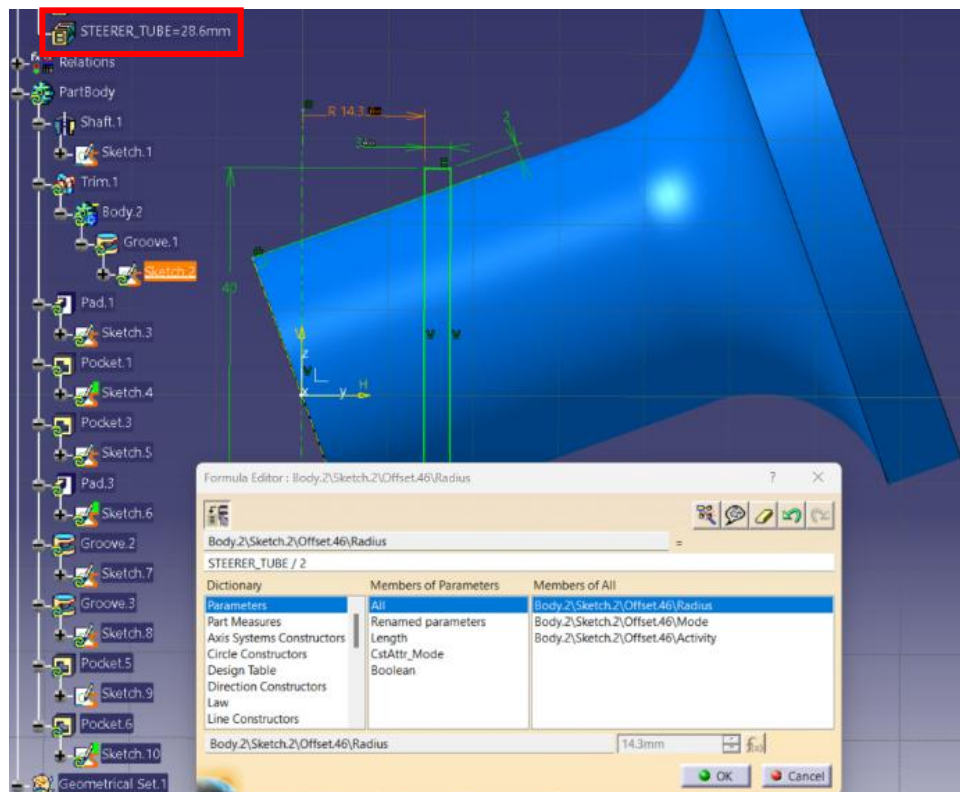 STEERER_TUBE=28.6mm
Relations
PartBody
Shaft.1
Sketch.1
Trim.1
Body.2
Groove.1
Sketch.2
Pad.1
Sketch.3
Pocket.1
Sketch.4
Pocket.3
Sketch.5
Pad.3
Sketch.6
Groove.2
Sketch.7
Groove.3
Sketch.8
Pocket.5
Sketch.9
Pocket.6
Sketch.10
Geometrical Set.1
R 14.3
2
40
V
z
H
x
y
Formula Editor : Body.2\Sketch.2\Offset.46\Radius
? ×
Body.2\Sketch.2\Offset.46\Radius =
STEERER_TUBE / 2
Dictionary Members of Parameters Members of All
Parameters All Body.2\Sketch.2\Offset.46\Radius
Part Measures Renamed parameters Body.2\Sketch.2\Offset.46\Mode
Axis Systems Constructors Length Body.2\Sketch.2\Offset.46\Activity
Circle Constructors CstAttr_Mode
Design Table Boolean
Direction Constructors
Law
Line Constructors
Body.2\Sketch.2\Offset.46\Radius 14.3mm f(x)
OK Cancel